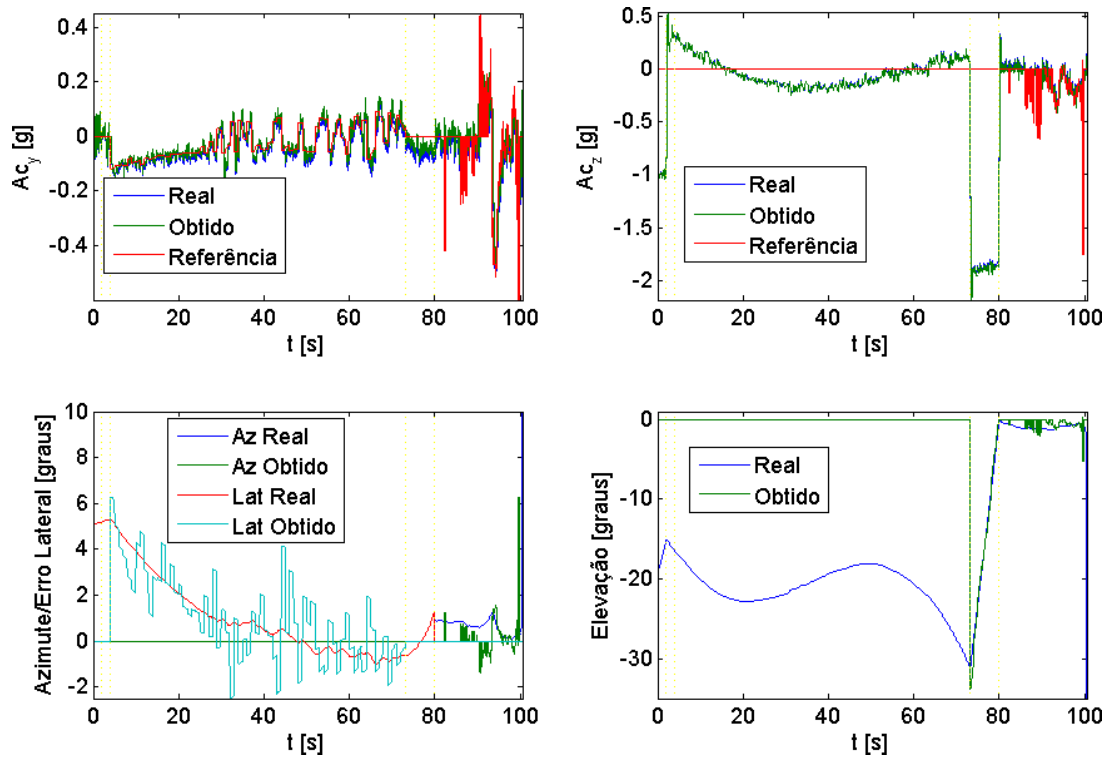 0.4
0.2
0
-0.2
-0.4
Ac_y [g]
Real
Obtido
Referência
0 20 40 60 80 100
t [s]
0.5
0
-0.5
-1
-1.5
-2
Ac_z [g]
Real
Obtido
Referência
0 20 40 60 80 100
t [s]
10
8
6
4
2
0
-2
Azimute/Erro Lateral [graus]
Az Real
Az Obtido
Lat Real
Lat Obtido
0 20 40 60 80 100
t [s]
0
-10
-20
-30
Elevação [graus]
Real
Obtido
0 20 40 60 80 100
t [s]